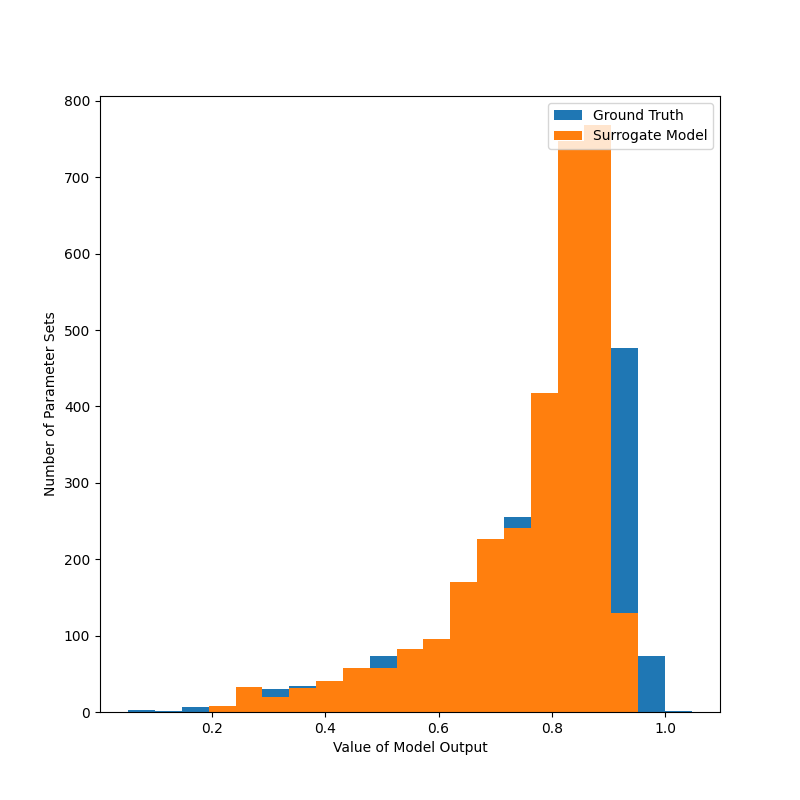 Ground Truth
Surrogate Model
800
700
600
500
400
300
200
100
0
Number of Parameter Sets
0.2 0.4 0.6 0.8 1.0
Value of Model Output